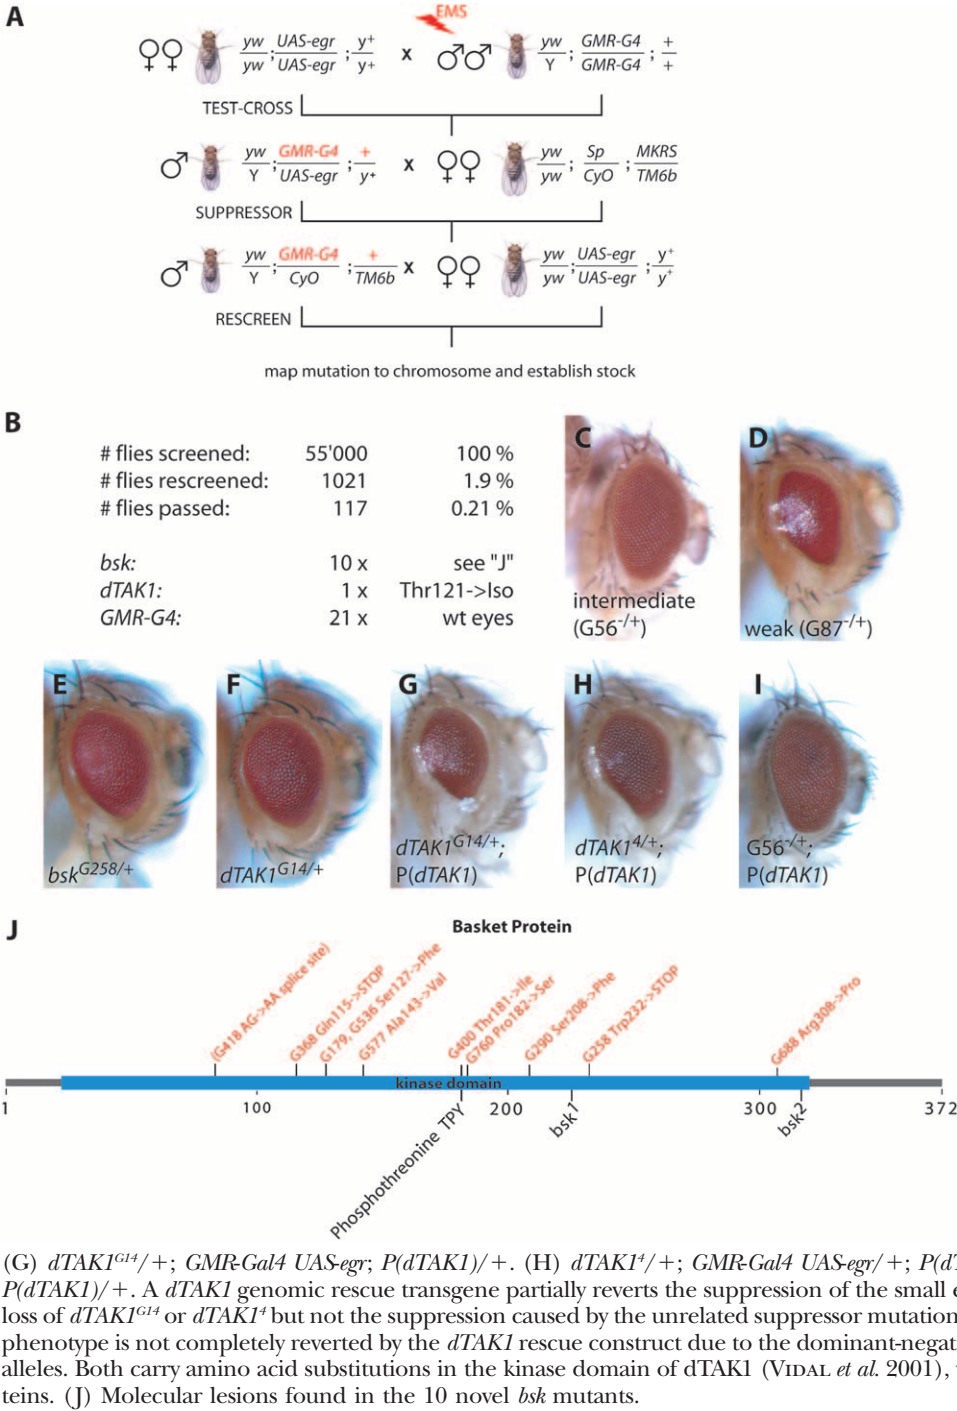 A
EMS
♀♀ yw/yw ; UAS-egr/UAS-egr ; y+/y+ x ♂♂ yw/Y ; GMR-G4/GMR-G4 ; +/+
TEST-CROSS
♂ yw/Y ; GMR-G4/UAS-egr ; +/y+ x ♀♀ yw/yw ; Sp/CyO ; MKRS/TM6b
SUPPRESSOR
♂ yw/Y ; GMR-G4/CyO ; +/TM6b x ♀♀ yw/yw ; UAS-egr/UAS-egr ; y+/y+
RESCREEN
map mutation to chromosome and establish stock
B
# flies screened: 55'000 100 %
# flies rescreened: 1021 1.9 %
# flies passed: 117 0.21 %
bsk: 10 x see "J"
dTAK1: 1 x Thr121->Iso
GMR-G4: 21 x wt eyes
C
intermediate
(G56-/+)
D
weak (G87-/+)
E
bskG258/+
F
dTAK1G14/+
G
dTAK1G14/+;
P(dTAK1)
H
dTAK14/+;
P(dTAK1)
I
G56-/+;
P(dTAK1)
J
Basket Protein
(G418 AG->AA splice site)
G368 Gln115->STOP
G179, G536 Ser127->Phe
G577 Ala143->Val
G400 Thr181->Ile
G760 Pro182->Ser
G290 Ser208->Phe
G258 Trp232->STOP
G688 Arg308->Pro
kinase domain
1 100 200 300 372
Phosphothreonine TPY
bsk1
bsk2
(G) dTAK1G14/+; GMR-Gal4 UAS-egr; P(dTAK1)/+. (H) dTAK14/+; GMR-Gal4 UAS-egr/+; P(dT
P(dTAK1)/+. A dTAK1 genomic rescue transgene partially reverts the suppression of the small e
loss of dTAK1G14 or dTAK14 but not the suppression caused by the unrelated suppressor mutation
phenotype is not completely reverted by the dTAK1 rescue construct due to the dominant-negat
alleles. Both carry amino acid substitutions in the kinase domain of dTAK1 (VIDAL et al. 2001),
teins. (J) Molecular lesions found in the 10 novel bsk mutants.